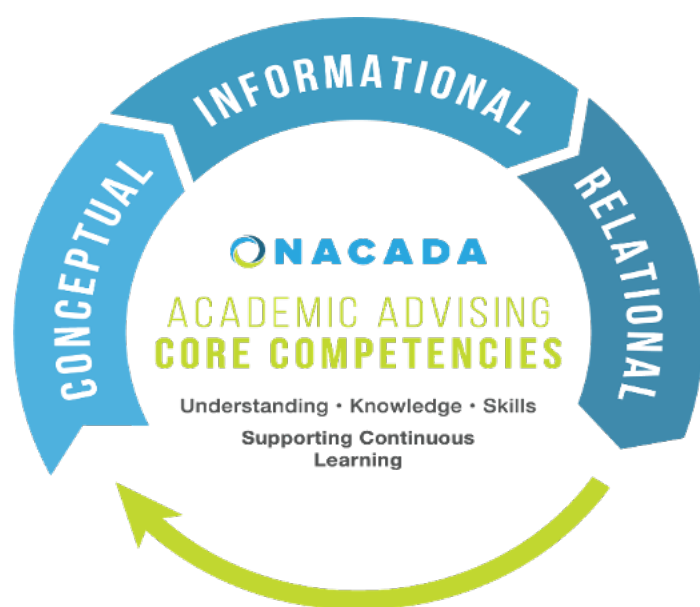 CONCEPTUAL
INFORMATIONAL
RELATIONAL
NACADA
ACADEMIC ADVISING
CORE COMPETENCIES
Understanding • Knowledge • Skills
Supporting Continuous
Learning